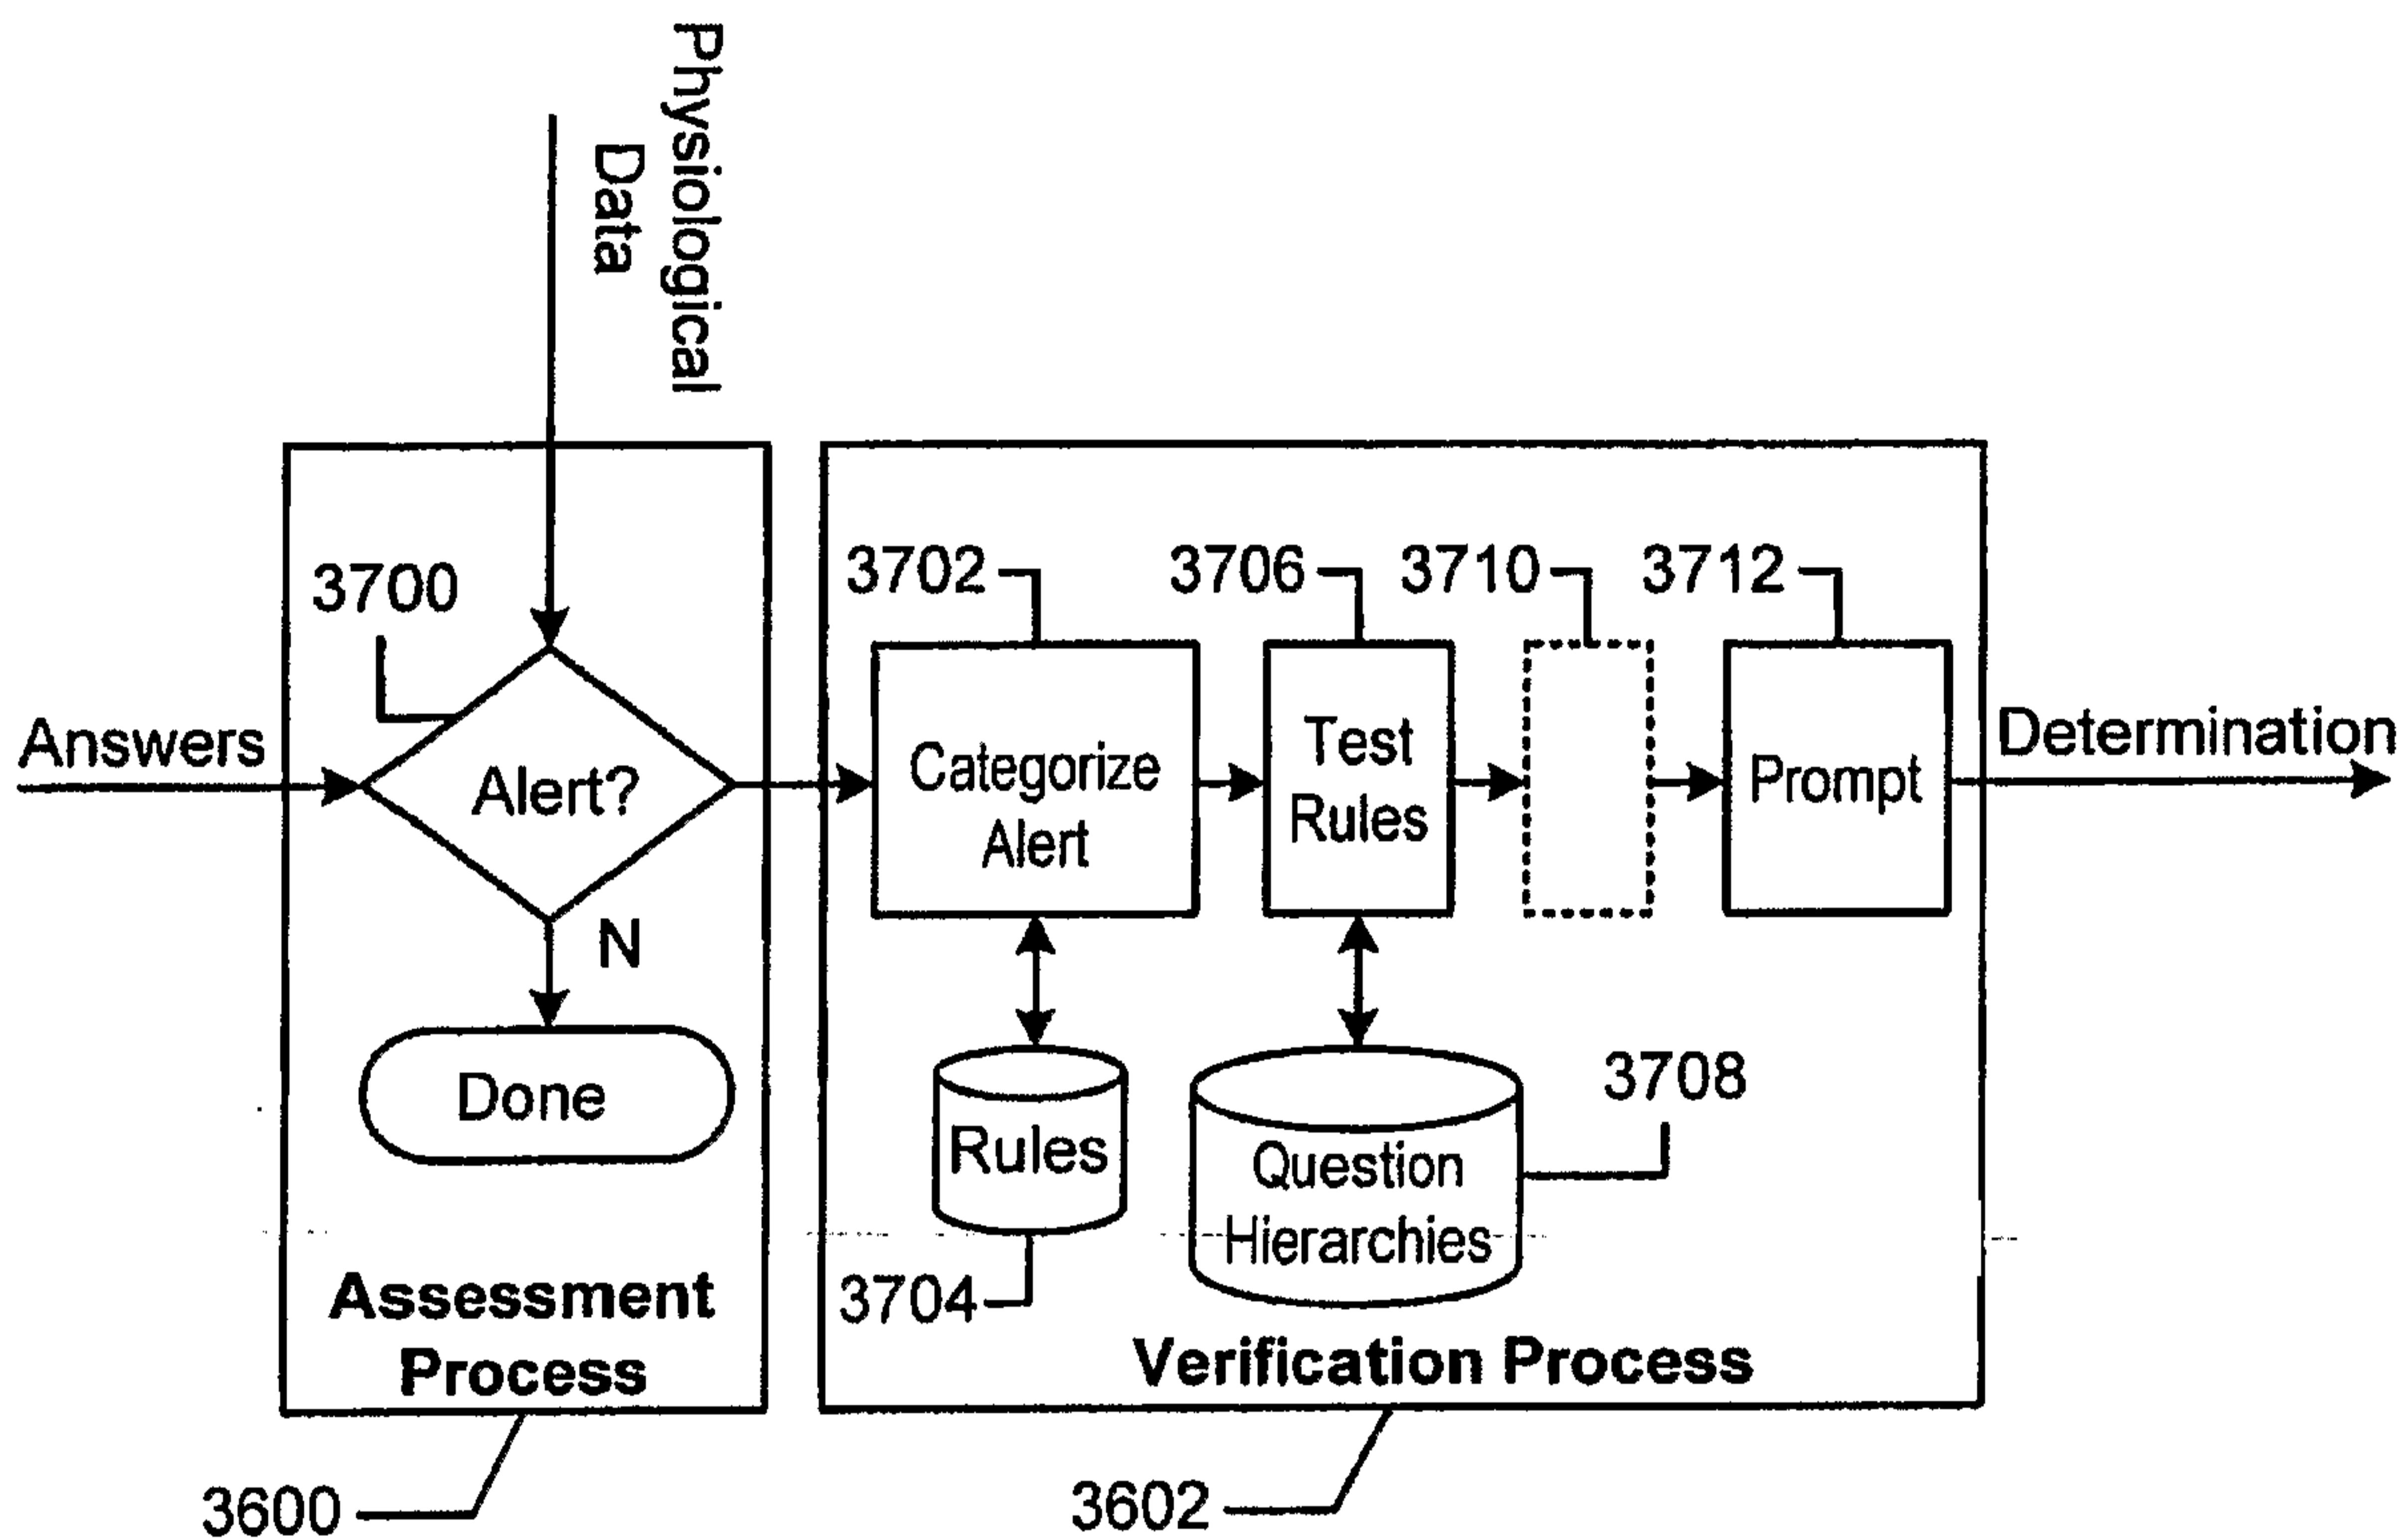 Physiological
Data
3700
3702
3706
3710
3712
Answers
Alert?
Categorize
Alert
Test
Rules
Prompt
Determination
N
Done
Rules
Question
Hierarchies
3708
3704
Assessment
Process
Verification Process
3600
3602